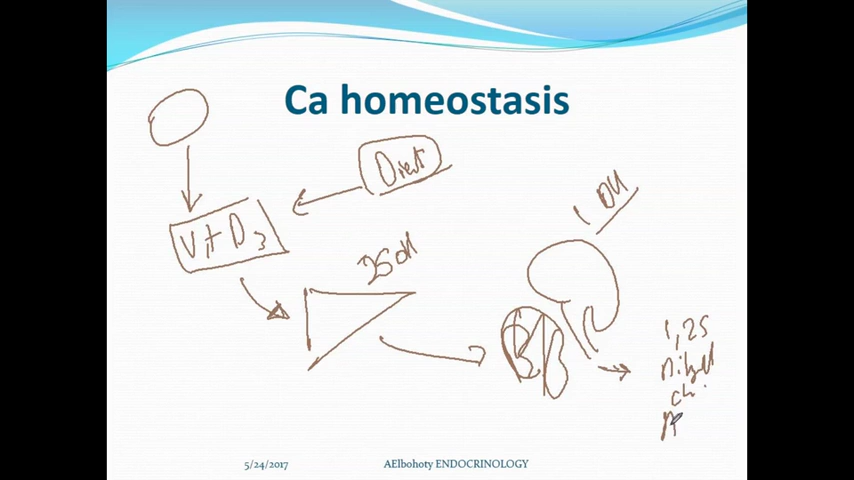 Ca homeostasis
Diet
1 OH
Vit D3
25 OH
1,25
5/24/2017
AElbohoty ENDOCRINOLOGY